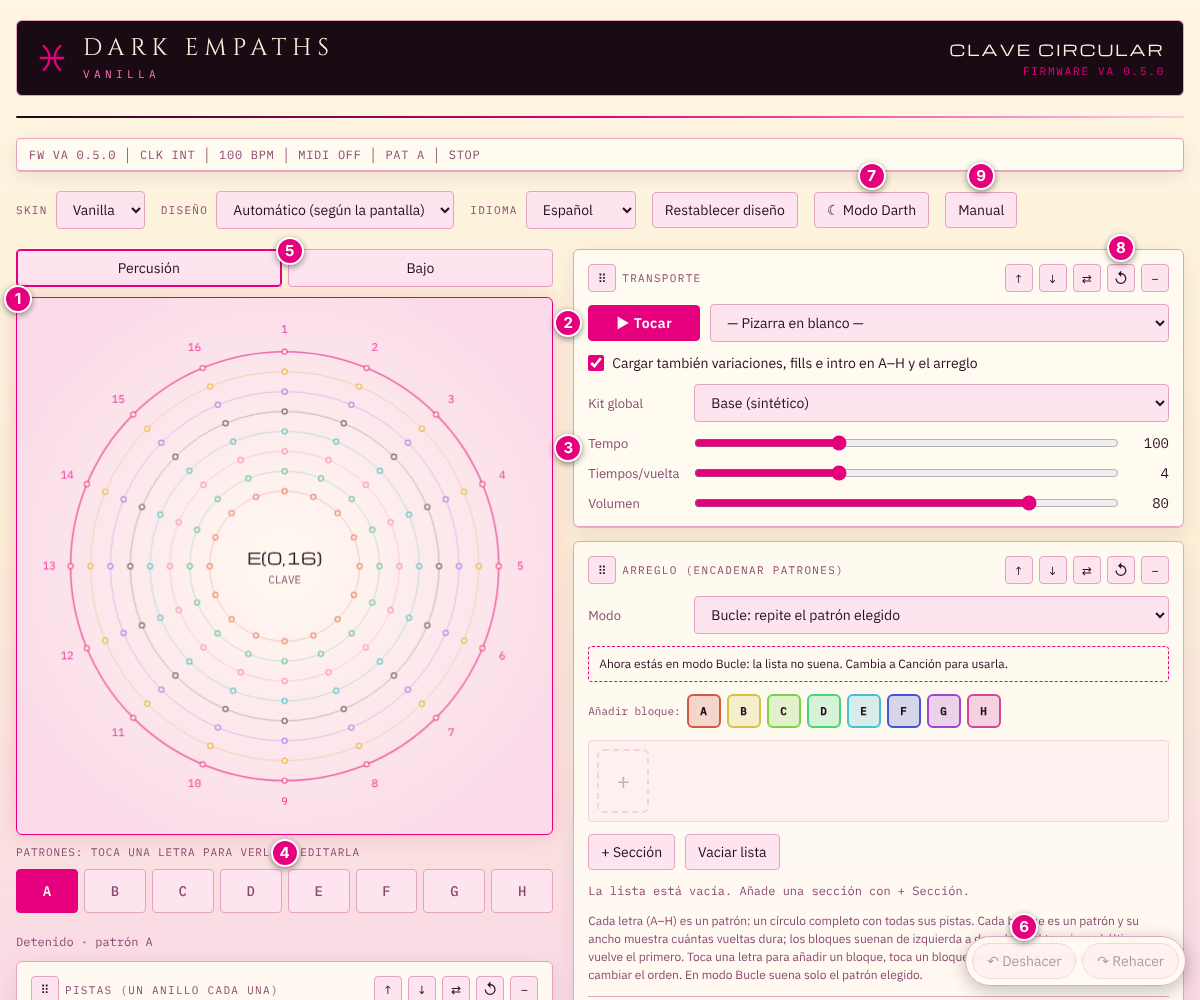 DARK EMPATHS
VANILLA
CLAVE CIRCULAR
FIRMWARE VA 0.5.0
FW VA 0.5.0 │ CLK INT │ 100 BPM │ MIDI OFF │ PAT A │ STOP
7
9
SKIN Vanilla DISEÑO Automático (según la pantalla) IDIOMA Español Restablecer diseño ☾ Modo Darth Manual
5
Percusión Bajo
1
1
2
3
4
5
6
7
8
9
10
11
12
13
14
15
16
E(0,16)
CLAVE
4
PATRONES: TOCA UNA LETRA PARA EDITARLA
A B C D E F G H
Detenido · patrón A
⠿ PISTAS (UN ANILLO CADA UNA) ↑ ↓ ⇄ ↺ −
8
⠿ TRANSPORTE ↑ ↓ ⇄ ↺ −
2
▶ Tocar — Pizarra en blanco —
Cargar también variaciones, fills e intro en A–H y el arreglo
Kit global Base (sintético)
3
Tempo 100
Tiempos/vuelta 4
Volumen 80
⠿ ARREGLO (ENCADENAR PATRONES) ↑ ↓ ⇄ ↺ −
Modo Bucle: repite el patrón elegido
Ahora estás en modo Bucle: la lista no suena. Cambia a Canción para usarla.
Añadir bloque: A B C D E F G H
+
+ Sección Vaciar lista
La lista está vacía. Añade una sección con + Sección.
Cada letra (A–H) es un patrón: un círculo completo con todas sus pistas. Cada es un patrón y su
ancho muestra cuántas vueltas dura; los bloques suenan de izquierda a
vuelve el primero. Toca una letra para añadir un bloque, toca un
cambiar el orden. En modo Bucle suena solo el patrón elegido.
6
↶ Deshacer ↷ Rehacer